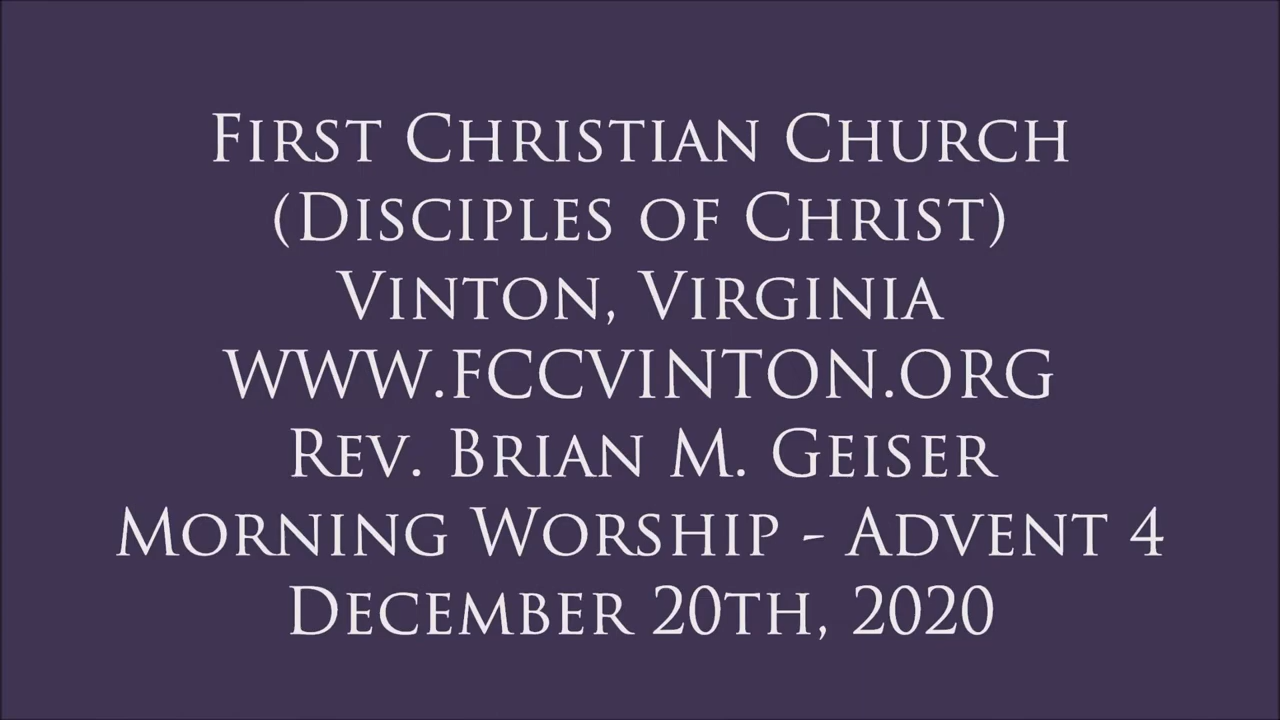 First Christian Church
(Disciples of Christ)
Vinton, Virginia
www.fccvinton.org
Rev. Brian M. Geiser
Morning Worship - Advent 4
December 20th, 2020